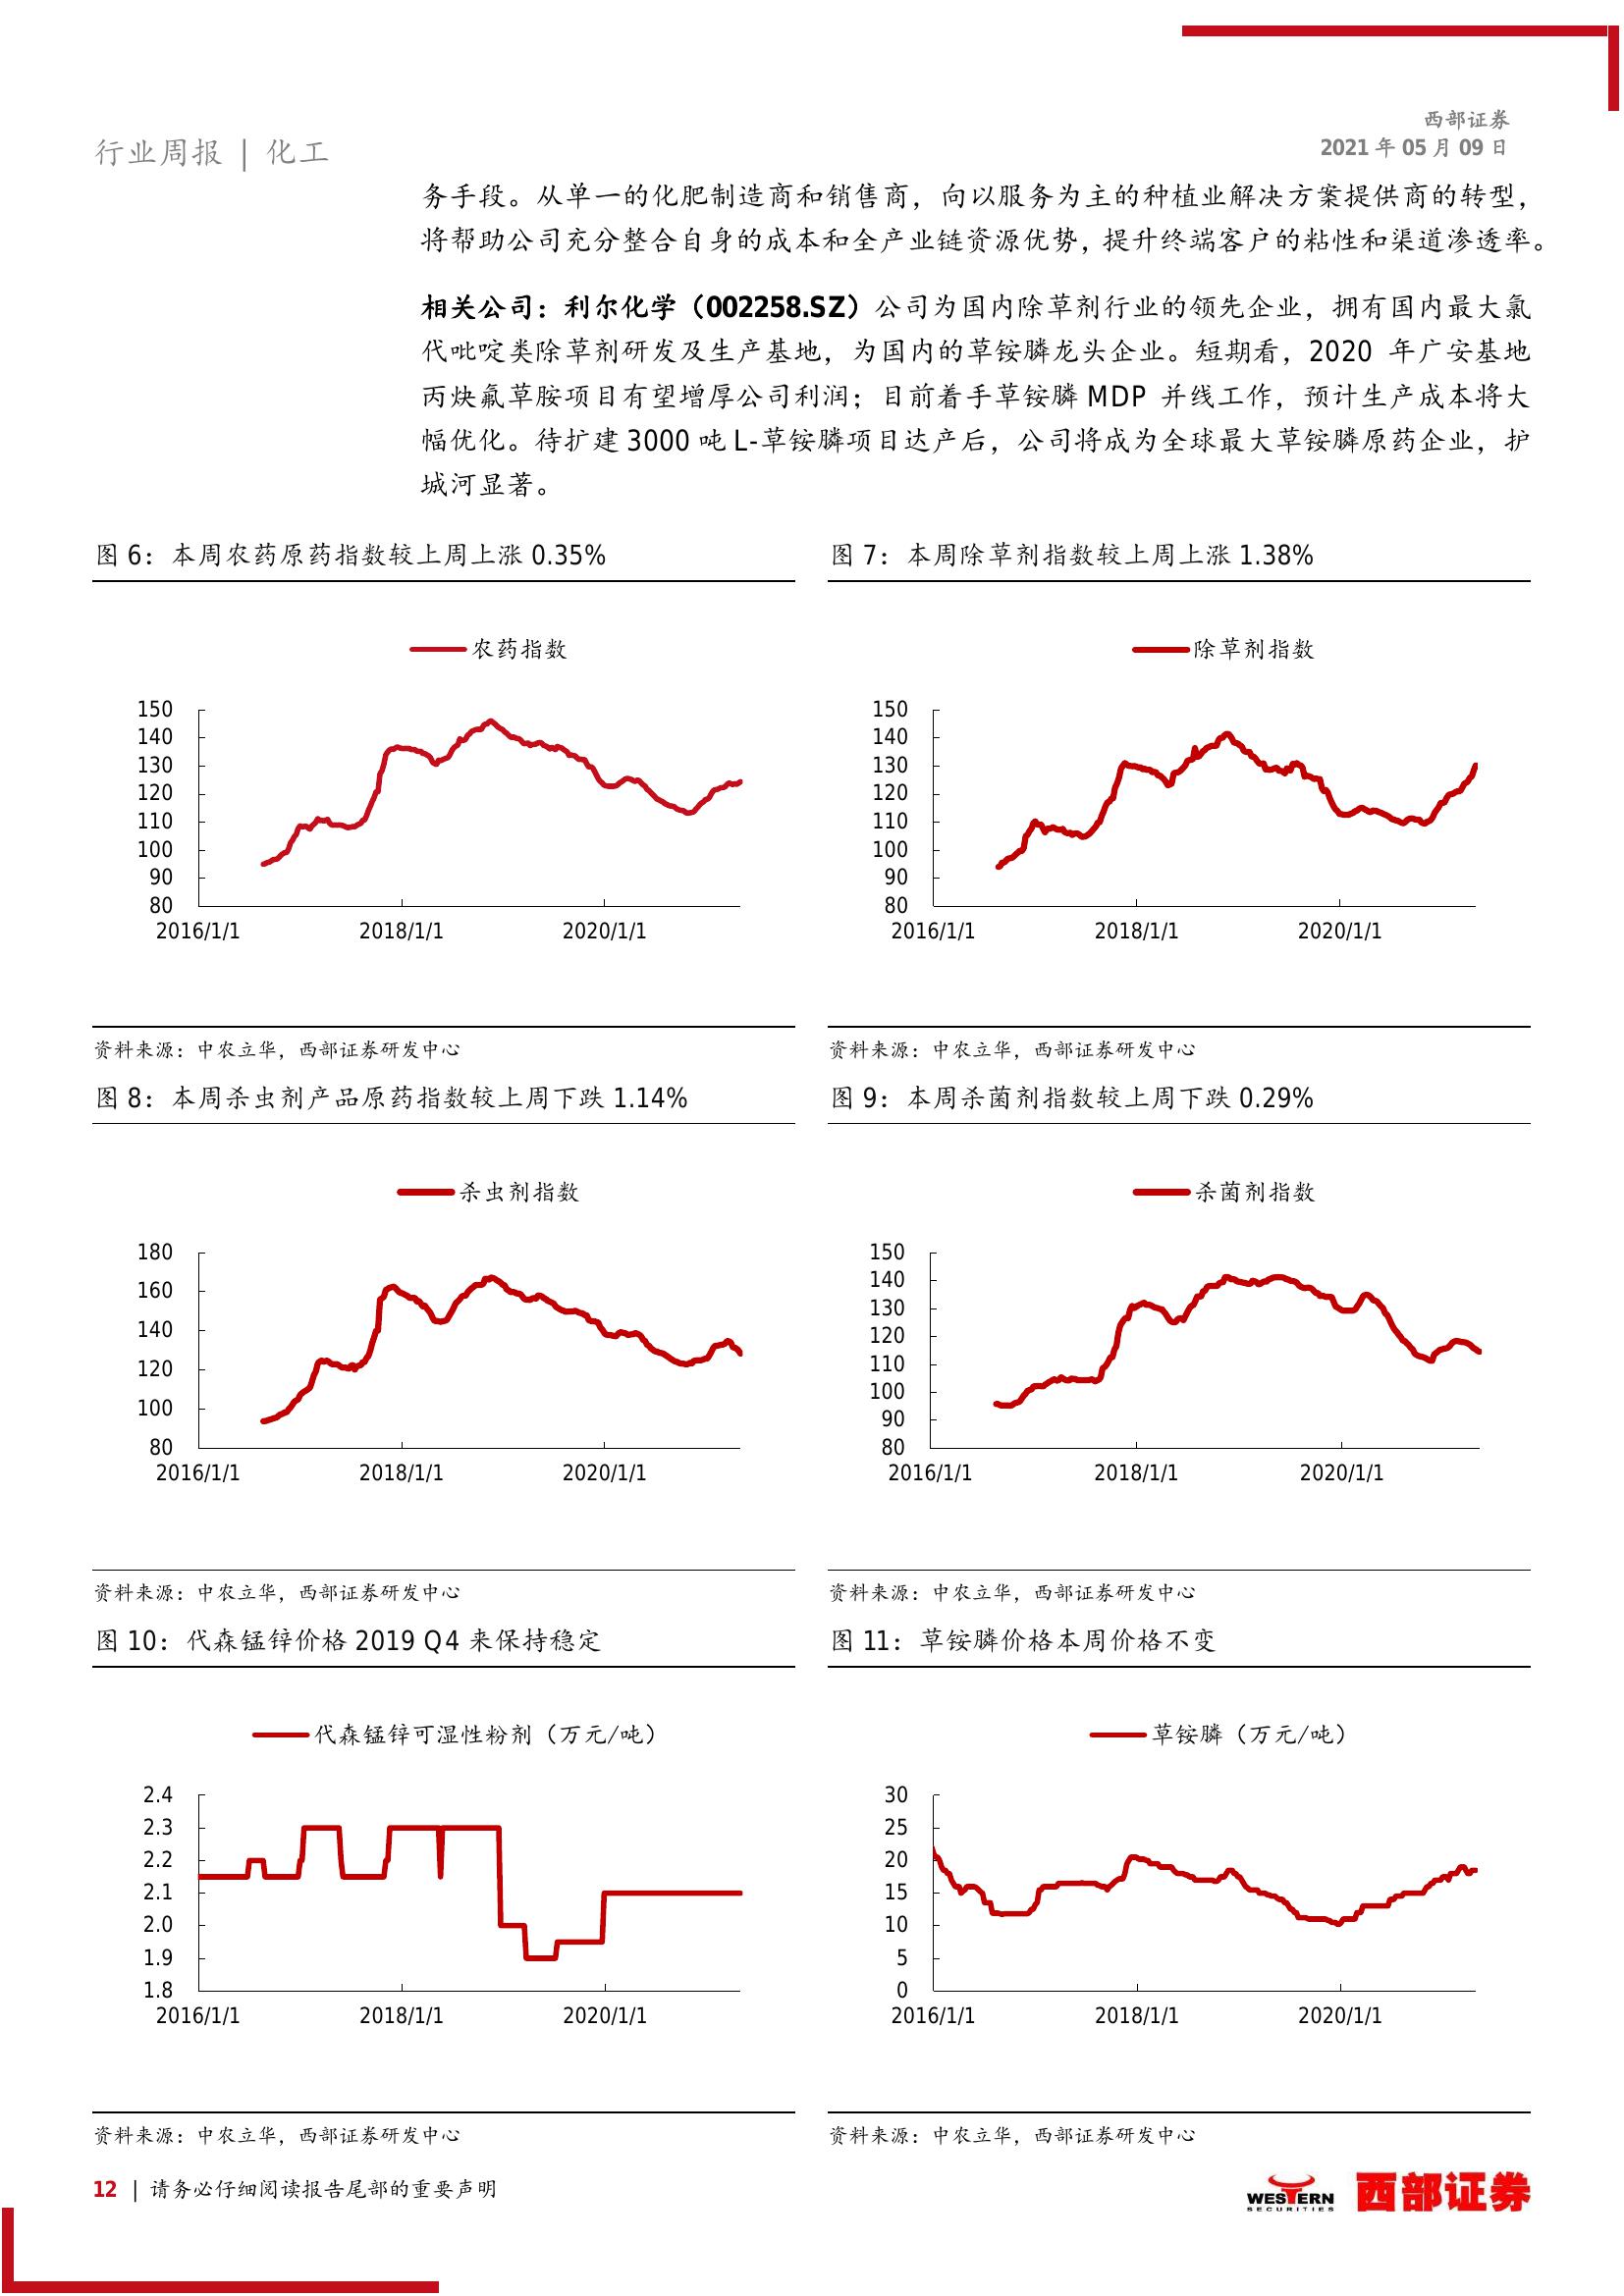 西部证券
2021 年 05 月 09 日
行业周报 | 化工
务手段。从单一的化肥制造商和销售商，向以服务为主的种植业解决方案提供商的转型，
将帮助公司充分整合自身的成本和全产业链资源优势，提升终端客户的粘性和渠道渗透率。
相关公司：利尔化学（002258.SZ）公司为国内除草剂行业的领先企业，拥有国内最大氯
代吡啶类除草剂研发及生产基地，为国内的草铵膦龙头企业。短期看，2020 年广安基地
丙炔氟草胺项目有望增厚公司利润；目前着手草铵膦 MDP 并线工作，预计生产成本将大
幅优化。待扩建 3000 吨 L-草铵膦项目达产后，公司将成为全球最大草铵膦原药企业，护
城河显著。
图 6：本周农药原药指数较上周上涨 0.35%
农药指数
150
140
130
120
110
100
90
80
2016/1/1 2018/1/1 2020/1/1
资料来源：中农立华，西部证券研发中心
图 7：本周除草剂指数较上周上涨 1.38%
除草剂指数
150
140
130
120
110
100
90
80
2016/1/1 2018/1/1 2020/1/1
资料来源：中农立华，西部证券研发中心
图 8：本周杀虫剂产品原药指数较上周下跌 1.14%
杀虫剂指数
180
160
140
120
100
80
2016/1/1 2018/1/1 2020/1/1
资料来源：中农立华，西部证券研发中心
图 9：本周杀菌剂指数较上周下跌 0.29%
杀菌剂指数
150
140
130
120
110
100
90
80
2016/1/1 2018/1/1 2020/1/1
资料来源：中农立华，西部证券研发中心
图 10：代森锰锌价格 2019 Q4 来保持稳定
代森锰锌可湿性粉剂（万元/吨）
2.4
2.3
2.2
2.1
2.0
1.9
1.8
2016/1/1 2018/1/1 2020/1/1
资料来源：中农立华，西部证券研发中心
图 11：草铵膦价格本周价格不变
草铵膦（万元/吨）
30
25
20
15
10
5
0
2016/1/1 2018/1/1 2020/1/1
资料来源：中农立华，西部证券研发中心
12 | 请务必仔细阅读报告尾部的重要声明
WESTERN
SECURITIES
西部证券